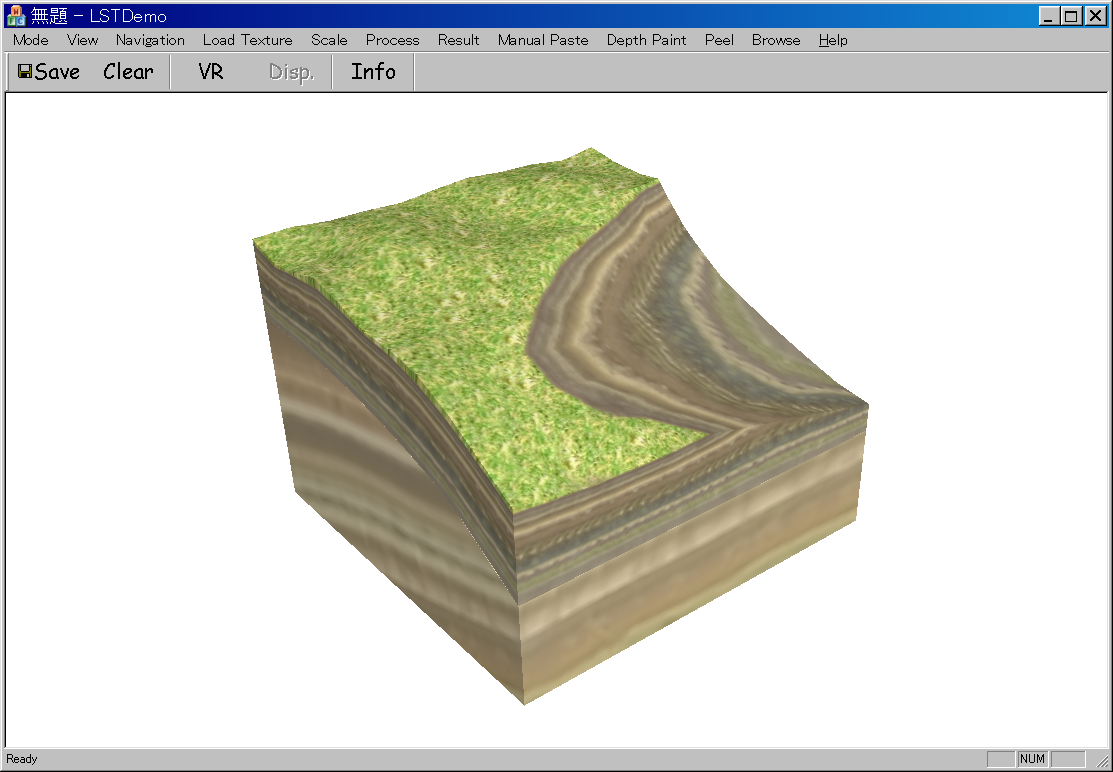 無題 - LSTDemo
Mode View Navigation Load Texture Scale Process Result Manual Paste Depth Paint Peel Browse Help
Save Clear VR Disp. Info
Ready NUM